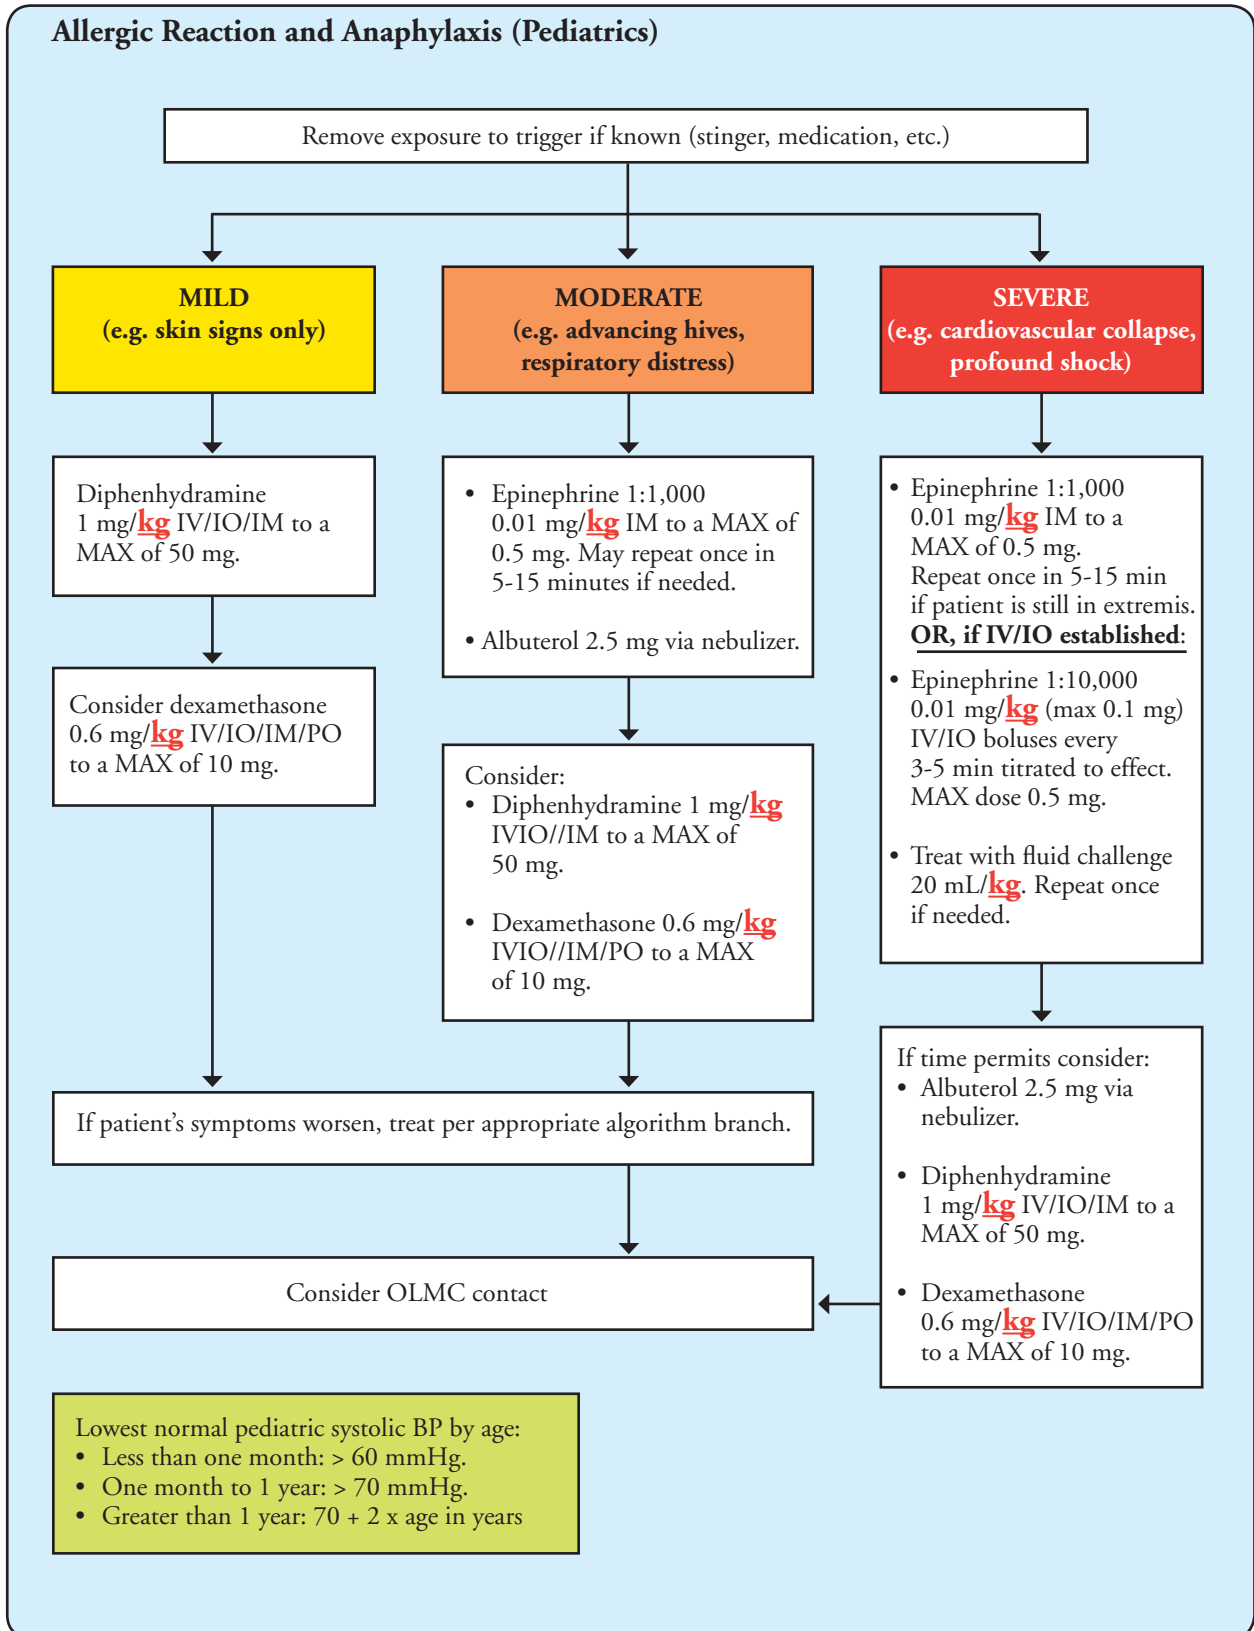 Allergic Reaction and Anaphylaxis (Pediatrics)
Remove exposure to trigger if known (stinger, medication, etc.)
MILD
(e.g. skin signs only)
Diphenhydramine
1 mg/kg IV/IO/IM to a
MAX of 50 mg.
Consider dexamethasone
0.6 mg/kg IV/IO/IM/PO
to a MAX of 10 mg.
MODERATE
(e.g. advancing hives,
respiratory distress)
• Epinephrine 1:1,000
0.01 mg/kg IM to a MAX of
0.5 mg. May repeat once in
5-15 minutes if needed.
• Albuterol 2.5 mg via nebulizer.
Consider:
• Diphenhydramine 1 mg/kg
IVIO//IM to a MAX of
50 mg.
• Dexamethasone 0.6 mg/kg
IVIO//IM/PO to a MAX
of 10 mg.
SEVERE
(e.g. cardiovascular collapse,
profound shock)
• Epinephrine 1:1,000
0.01 mg/kg IM to a
MAX of 0.5 mg.
Repeat once in 5-15 min
if patient is still in extremis.
OR, if IV/IO established:
• Epinephrine 1:10,000
0.01 mg/kg (max 0.1 mg)
IV/IO boluses every
3-5 min titrated to effect.
MAX dose 0.5 mg.
• Treat with fluid challenge
20 mL/kg. Repeat once
if needed.
If time permits consider:
• Albuterol 2.5 mg via
nebulizer.
• Diphenhydramine
1 mg/kg IV/IO/IM to a
MAX of 50 mg.
• Dexamethasone
0.6 mg/kg IV/IO/IM/PO
to a MAX of 10 mg.
If patient’s symptoms worsen, treat per appropriate algorithm branch.
Consider OLMC contact
Lowest normal pediatric systolic BP by age:
• Less than one month: > 60 mmHg.
• One month to 1 year: > 70 mmHg.
• Greater than 1 year: 70 + 2 x age in years